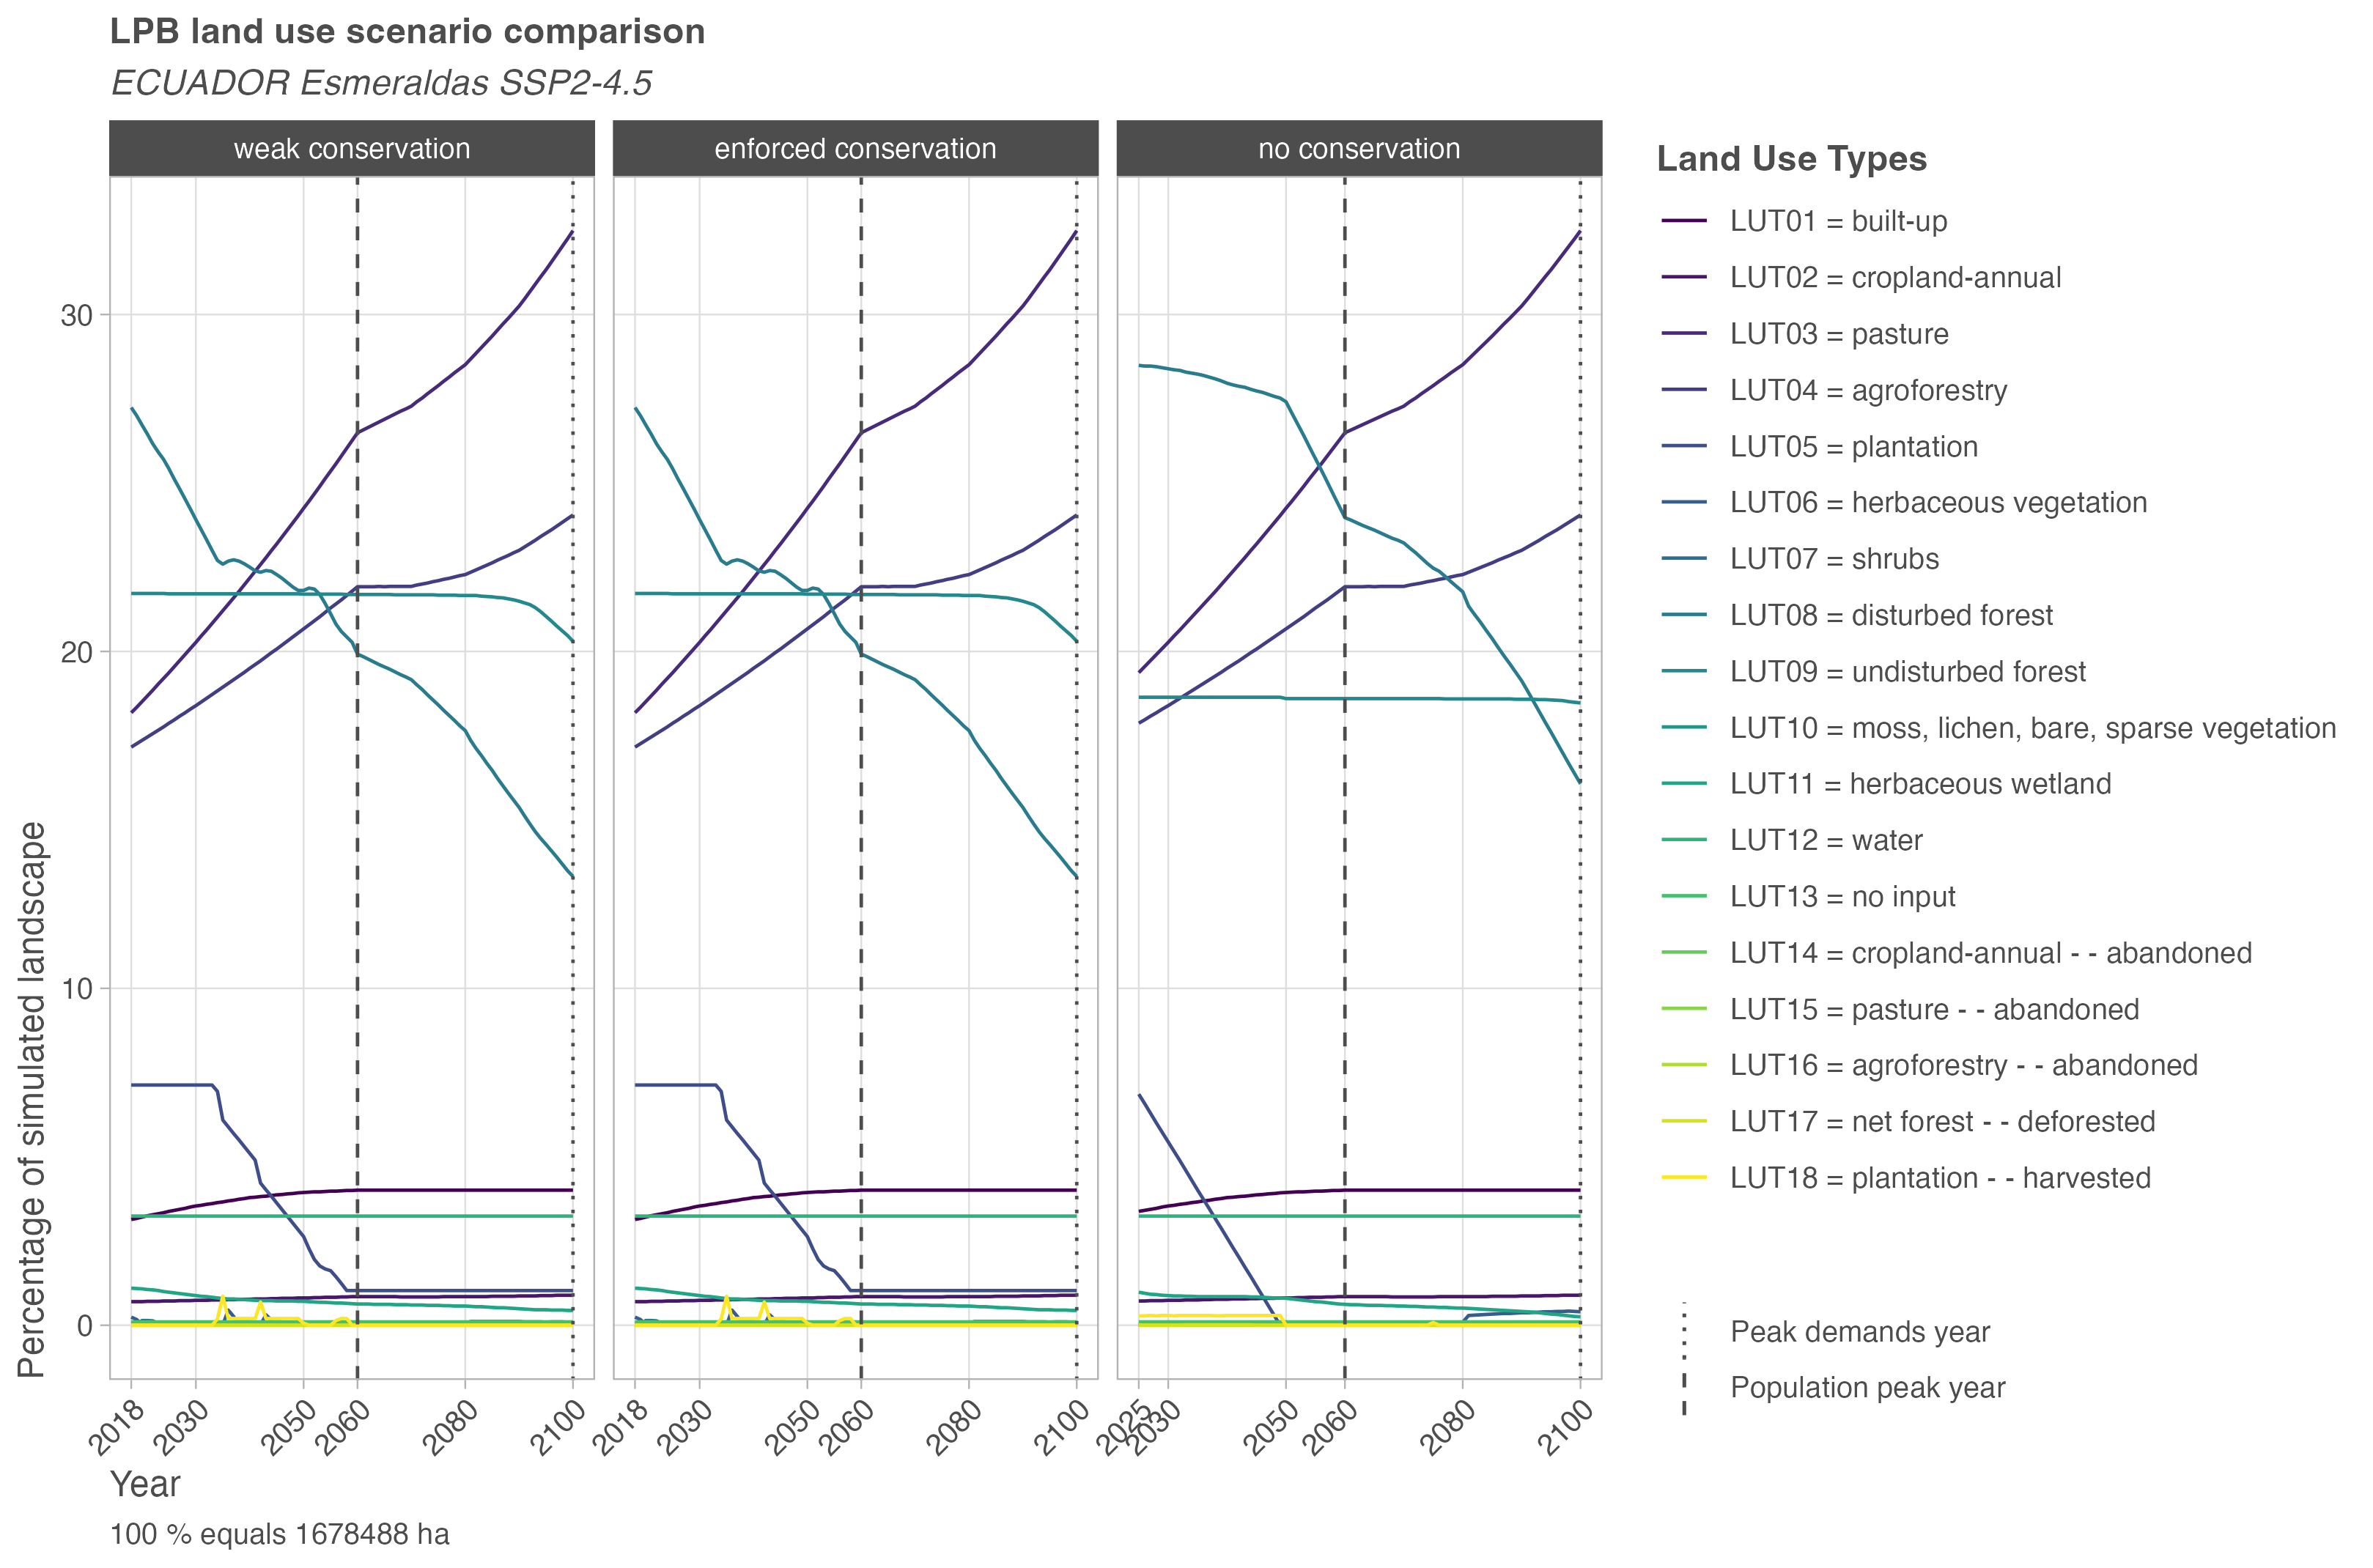 LPB land use scenario comparison
ECUADOR Esmeraldas SSP2-4.5
weak conservation
enforced conservation
no conservation
Percentage of simulated landscape
30
20
10
0
2018
2030
2050
2060
2080
2100
2018
2030
2050
2060
2080
2100
2025
2030
2050
2060
2080
2100
Year
100 % equals 1678488 ha
Land Use Types
LUT01 = built-up
LUT02 = cropland-annual
LUT03 = pasture
LUT04 = agroforestry
LUT05 = plantation
LUT06 = herbaceous vegetation
LUT07 = shrubs
LUT08 = disturbed forest
LUT09 = undisturbed forest
LUT10 = moss, lichen, bare, sparse vegetation
LUT11 = herbaceous wetland
LUT12 = water
LUT13 = no input
LUT14 = cropland-annual - - abandoned
LUT15 = pasture - - abandoned
LUT16 = agroforestry - - abandoned
LUT17 = net forest - - deforested
LUT18 = plantation - - harvested
Peak demands year
Population peak year